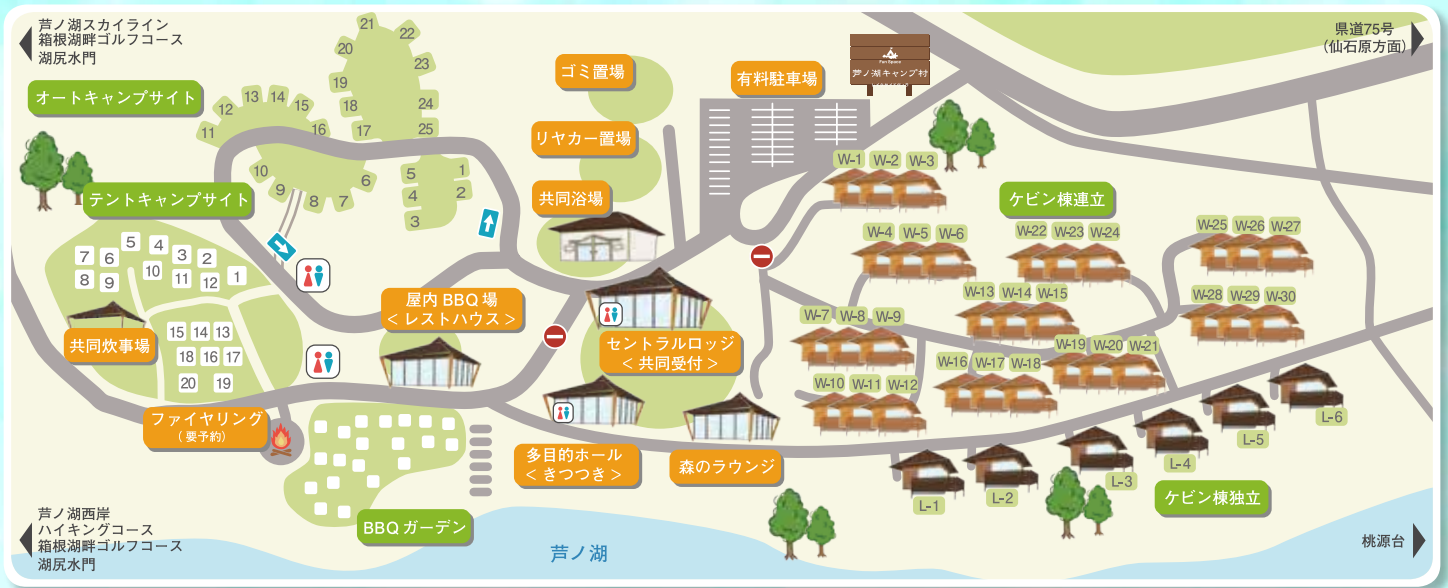 芦ノ湖スカイライン
箱根湖畔ゴルフコース
湖尻水門
県道75号
(仙石原方面)
芦ノ湖キャンプ村
オートキャンプサイト
21
22
20
23
19
18
24
17
25
13
14
12
15
11
16
10
9
8
7
6
5
1
4
2
3
ゴミ置場
リヤカー置場
共同浴場
有料駐車場
テントキャンプサイト
5
4
7
6
3
2
8
9
10
11
12
1
15
14
13
18
16
17
20
19
共同炊事場
ファイヤリング
(要予約)
屋内BBQ場
<レストハウス>
セントラルロッジ
<共同受付>
多目的ホール
<きつつき>
森のラウンジ
BBQガーデン
ケビン棟連立
W-1
W-2
W-3
W-4
W-5
W-6
W-7
W-8
W-9
W-10
W-11
W-12
W-13
W-14
W-15
W-16
W-17
W-18
W-19
W-20
W-21
W-22
W-23
W-24
W-25
W-26
W-27
W-28
W-29
W-30
L-1
L-2
L-3
L-4
L-5
L-6
ケビン棟独立
芦ノ湖西岸
ハイキングコース
箱根湖畔ゴルフコース
湖尻水門
芦ノ湖
桃源台